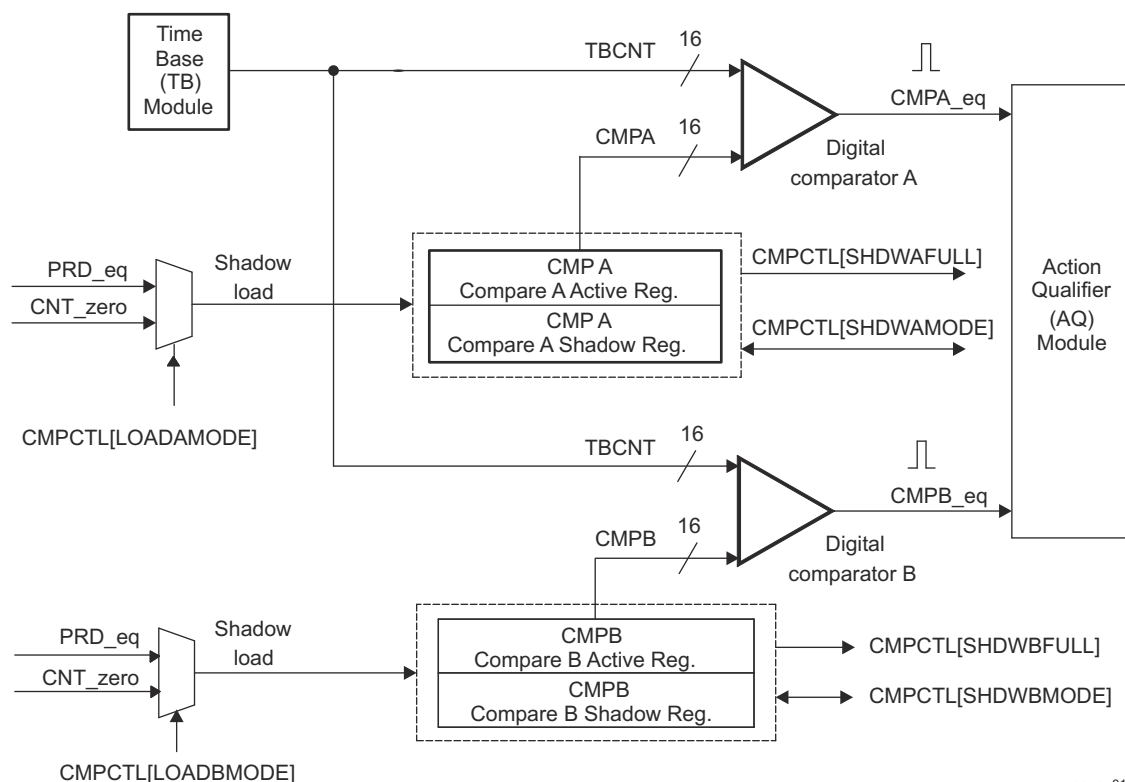 Time
Base
(TB)
Module
TBCNT
16
CMPA
16
CMPA_eq
Digital
comparator A
PRD_eq
CNT_zero
Shadow
load
CMP A
Compare A Active Reg.
CMP A
Compare A Shadow Reg.
CMPCTL[SHDWAFULL]
CMPCTL[SHDWAMODE]
Action
Qualifier
(AQ)
Module
CMPCTL[LOADAMODE]
TBCNT
16
CMPB
16
CMPB_eq
Digital
comparator B
PRD_eq
CNT_zero
Shadow
load
CMPB
Compare B Active Reg.
CMPB
Compare B Shadow Reg.
CMPCTL[SHDWBFULL]
CMPCTL[SHDWBMODE]
CMPCTL[LOADBMODE]